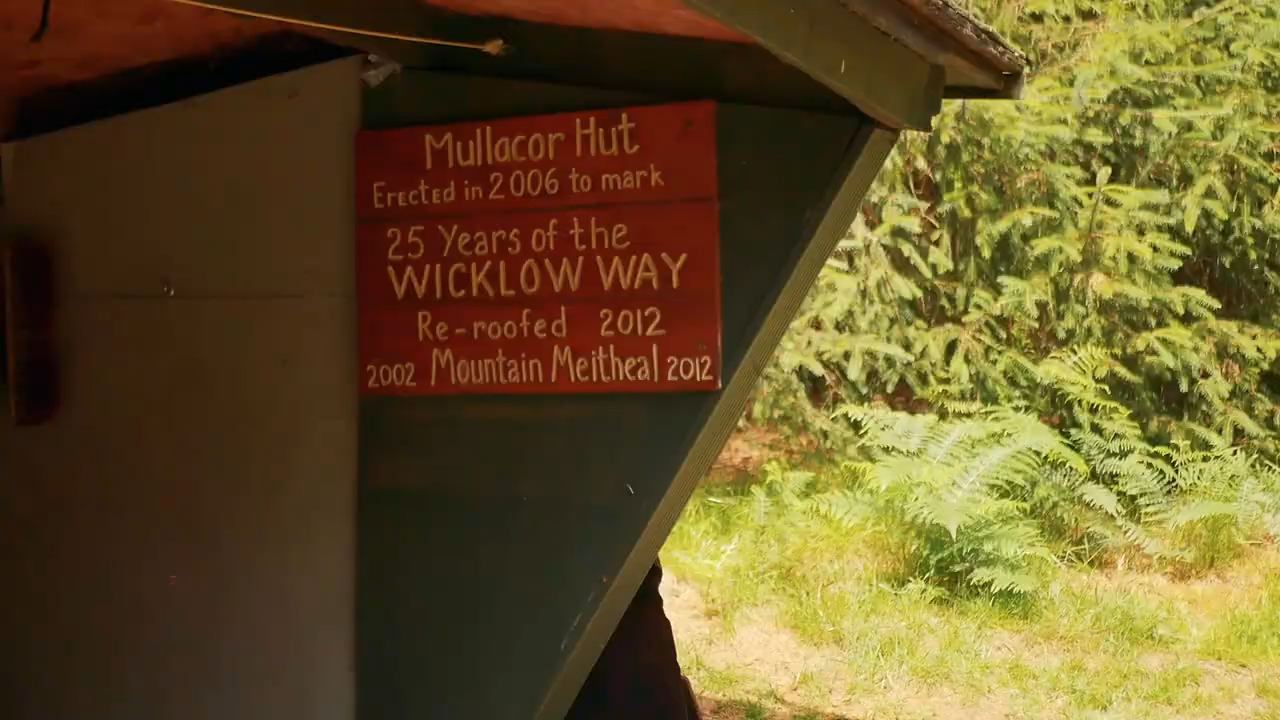 Mullacor Hut
Erected in 2006 to mark
25 Years of the
WICKLOW WAY
Re-roofed 2012
2002 Mountain Meitheal 2012